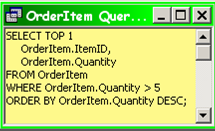 OrderItem Quer...
SELECT TOP 1
OrderItem.ItemID,
OrderItem.Quantity
FROM OrderItem
WHERE OrderItem.Quantity > 5
ORDER BY OrderItem.Quantity DESC;